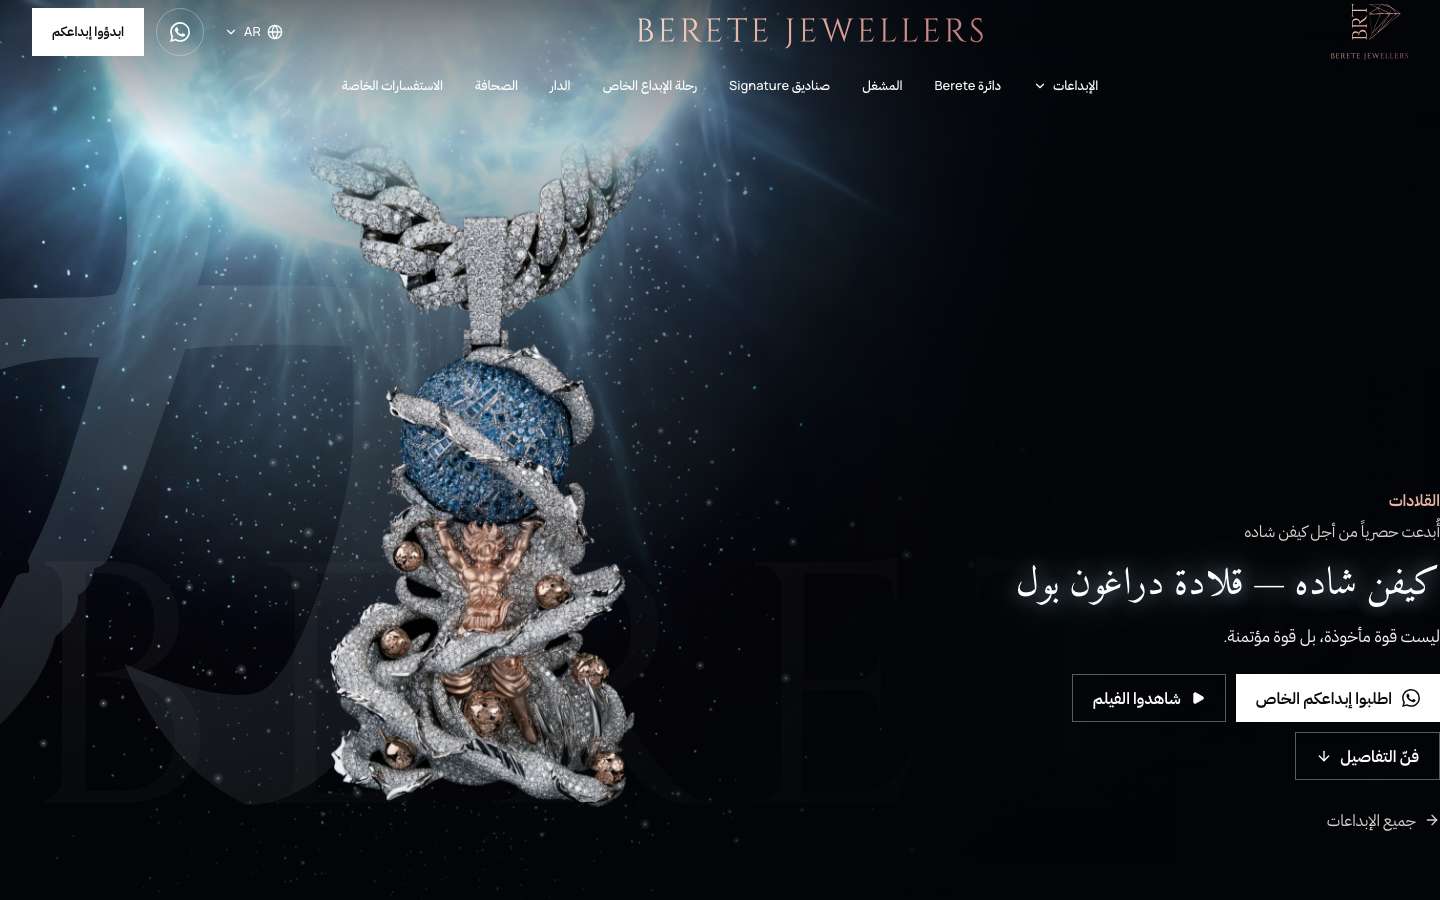 BRT
BERETE JEWELLERS
BERETE JEWELLERS
AR
ابدؤوا إبداعكم
الإبداعات
دائرة Berete
المشغل
صناديق Signature
رحلة الإبداع الخاص
الدار
الصحافة
الاستفسارات الخاصة
القلادات
أُبدعت حصرياً من أجل كيفن شاده
كيفن شاده — قلادة دراغون بول
ليست قوة مأخوذة، بل قوة مؤتمنة.
اطلبوا إبداعكم الخاص
شاهدوا الفيلم
فنّ التفاصيل
جميع الإبداعات